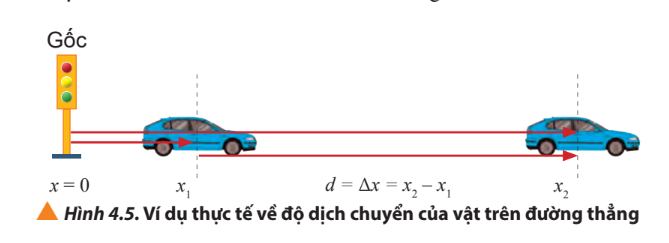 Gốc
x = 0 x₁ d = Δx = x₂ – x₁ x₂
Hình 4.5. Ví dụ thực tế về độ dịch chuyển của vật trên đường thẳng